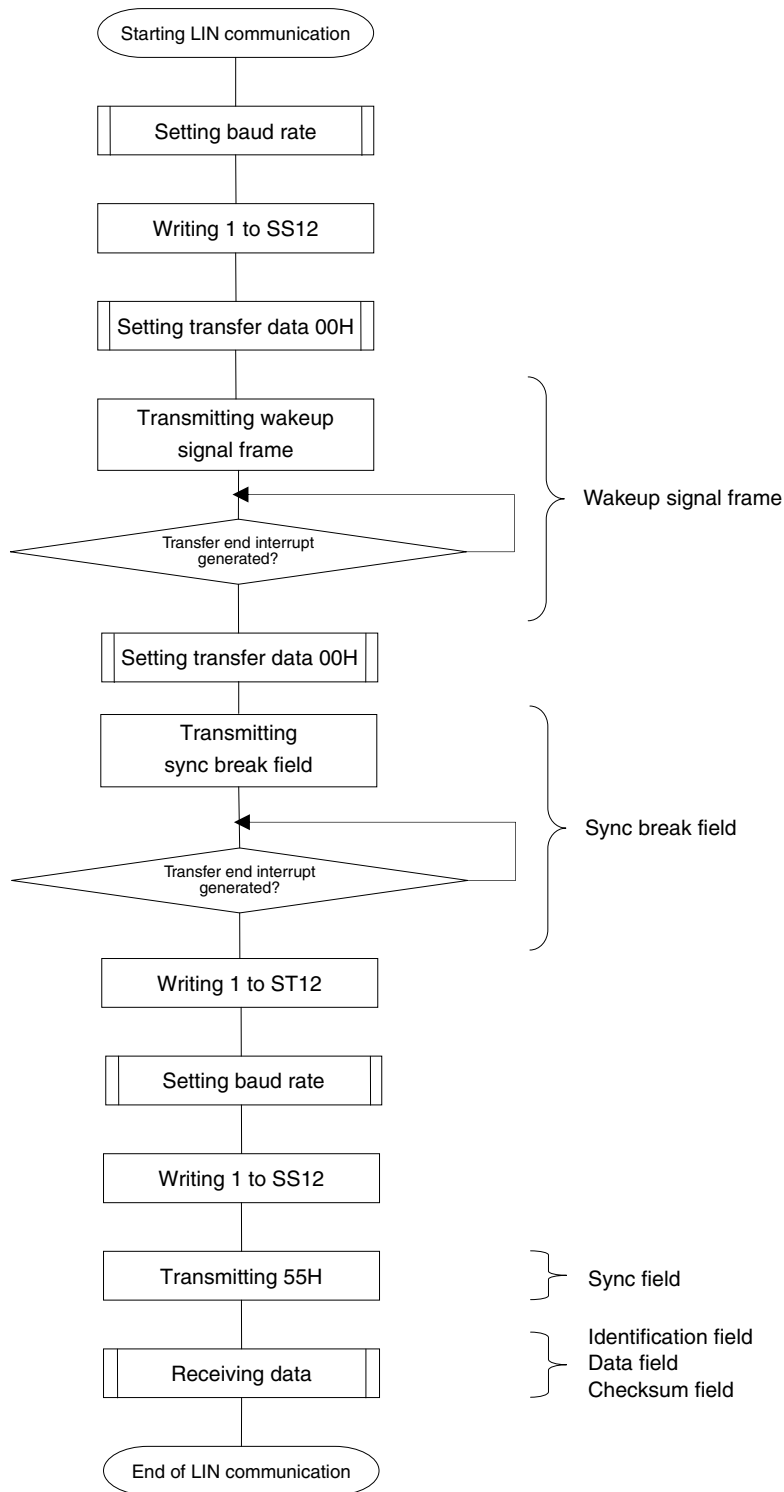 Starting LIN communication
Setting baud rate
Writing 1 to SS12
Setting transfer data 00H
Transmitting wakeup
signal frame
Wakeup signal frame
Transfer end interrupt
generated?
Setting transfer data 00H
Transmitting
sync break field
Sync break field
Transfer end interrupt
generated?
Writing 1 to ST12
Setting baud rate
Writing 1 to SS12
Transmitting 55H
Sync field
Receiving data
Identification field
Data field
Checksum field
End of LIN communication